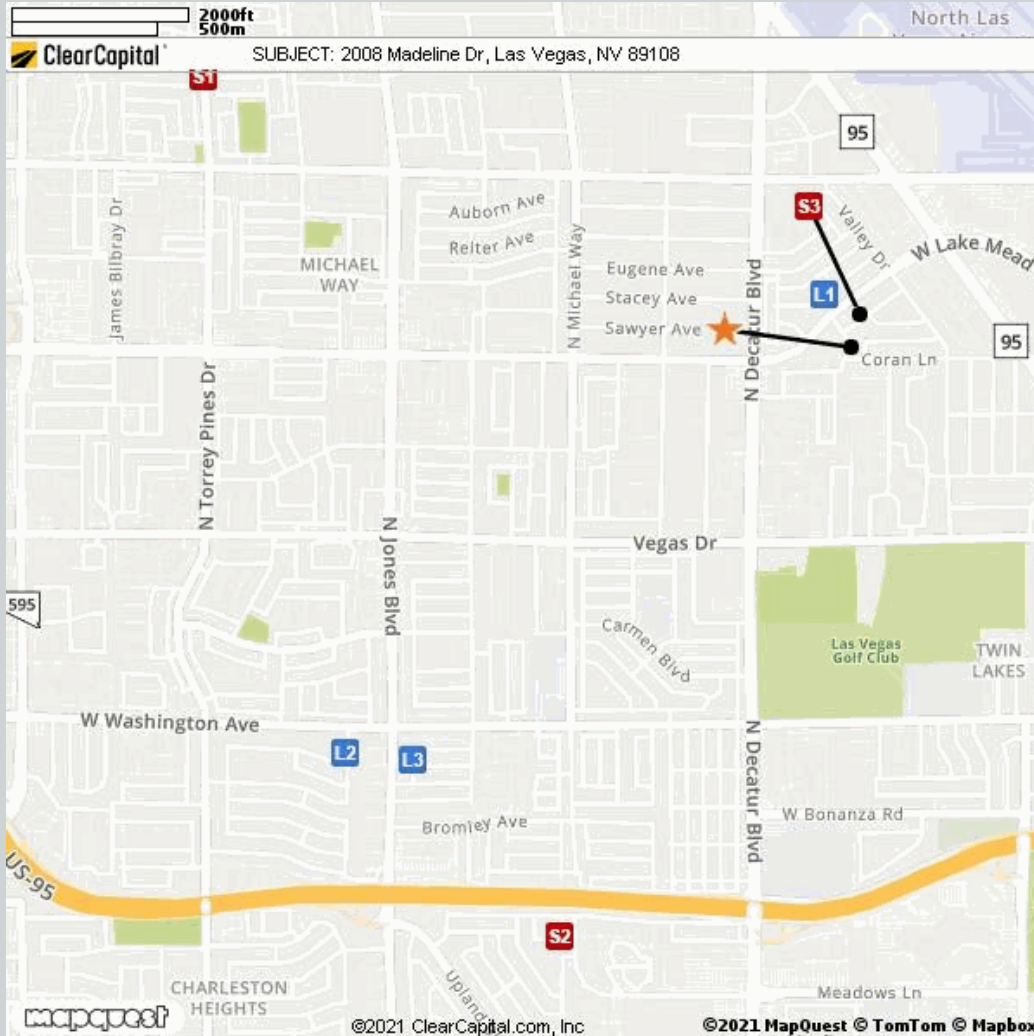 2000ft
500m
North Las
ClearCapital
SUBJECT: 2008 Madeline Dr, Las Vegas, NV 89108
S1
95
James Bilbray Dr
Auborn Ave
Reiter Ave
MICHAEL
WAY
N Michael Way
Eugene Ave
Stacey Ave
Sawyer Ave
N Decatur Blvd
S3
Valley Dr
W Lake Mead
L1
95
Coran Ln
N Torrey Pines Dr
N Jones Blvd
Vegas Dr
595
Carmen Blvd
Las Vegas
Golf Club
TWIN
LAKES
W Washington Ave
L2
L3
N Decatur Blvd
W Bonanza Rd
Bromley Ave
US-95
S2
CHARLESTON
HEIGHTS
Upland
Meadows Ln
mapquest
©2021 ClearCapital.com, Inc
©2021 MapQuest © TomTom © Mapbo